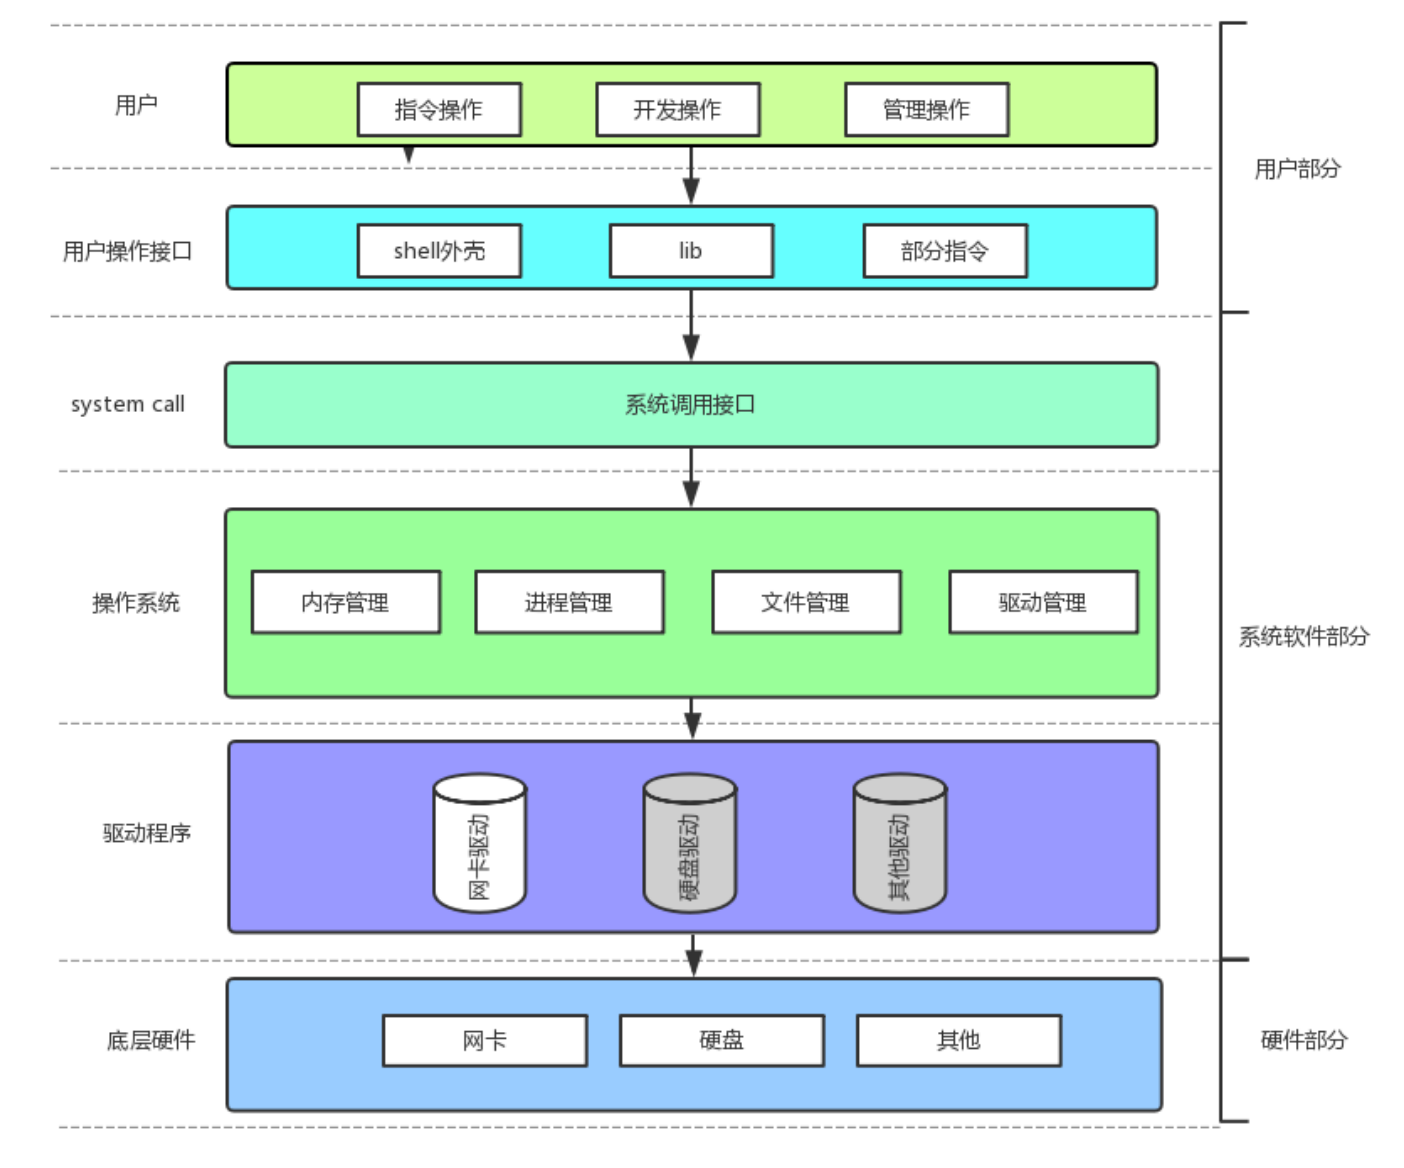 用户
指令操作
开发操作
管理操作
用户部分
用户操作接口
shell外壳
lib
部分指令
system call
系统调用接口
操作系统
内存管理
进程管理
文件管理
驱动管理
系统软件部分
驱动程序
网卡驱动
硬盘驱动
其他驱动
底层硬件
网卡
硬盘
其他
硬件部分